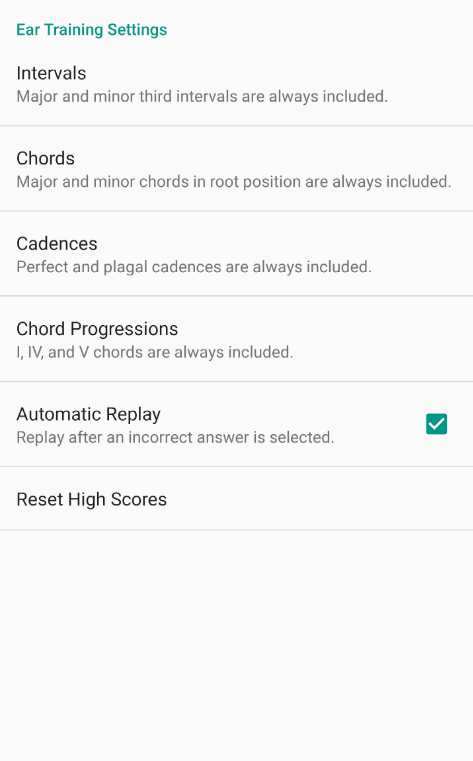 Ear Training Settings
Intervals
Major and minor third intervals are always included.
Chords
Major and minor chords in root position are always included.
Cadences
Perfect and plagal cadences are always included.
Chord Progressions
I, IV, and V chords are always included.
Automatic Replay
Replay after an incorrect answer is selected.
Reset High Scores